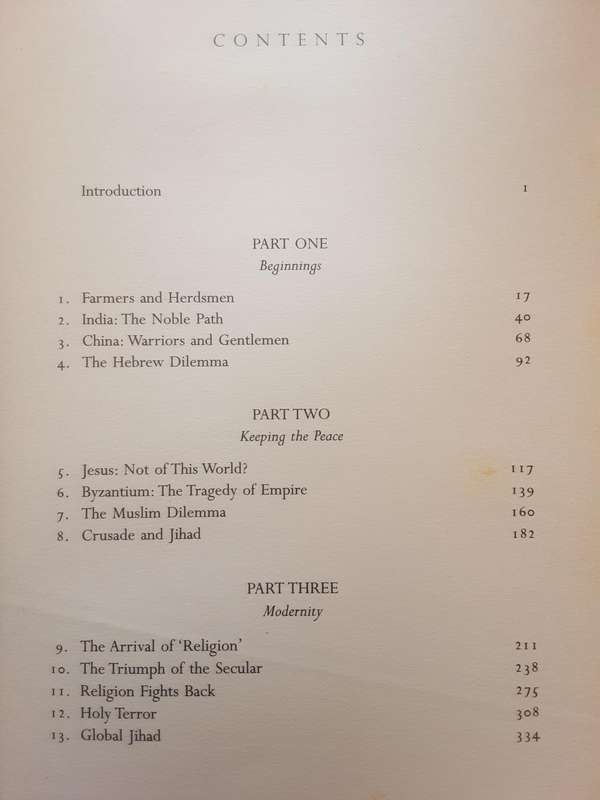 CONTENTS
Introduction 1
PART ONE
Beginnings
1. Farmers and Herdsmen 17
2. India: The Noble Path 40
3. China: Warriors and Gentlemen 68
4. The Hebrew Dilemma 92
PART TWO
Keeping the Peace
5. Jesus: Not of This World? 117
6. Byzantium: The Tragedy of Empire 139
7. The Muslim Dilemma 160
8. Crusade and Jihad 182
PART THREE
Modernity
9. The Arrival of ‘Religion’ 211
10. The Triumph of the Secular 238
11. Religion Fights Back 275
12. Holy Terror 308
13. Global Jihad 334